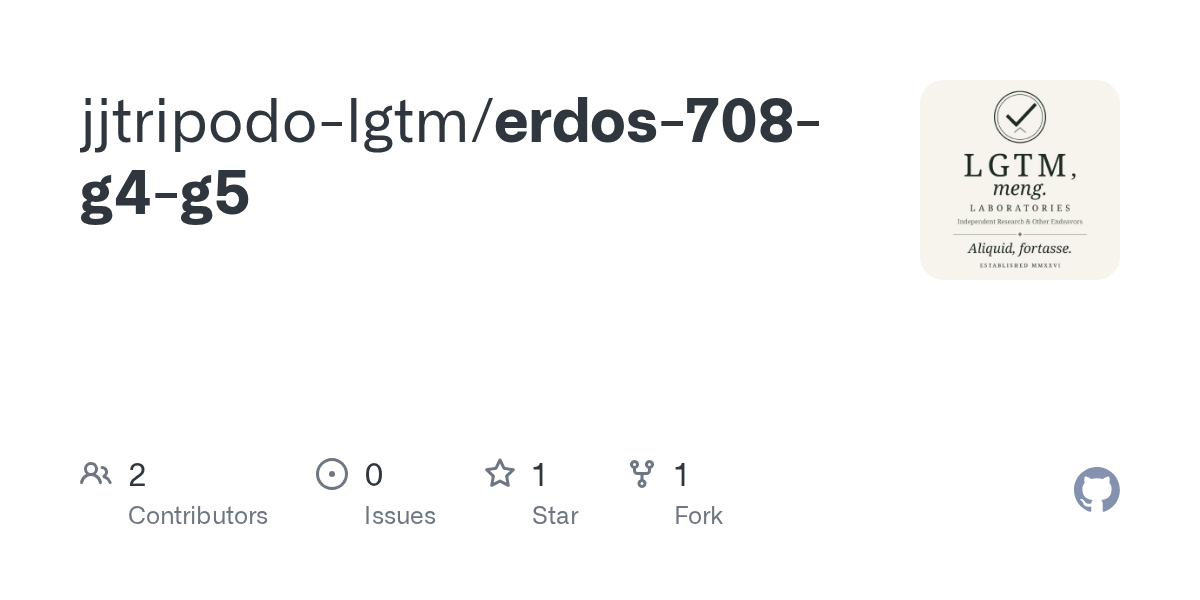 jjtripodo-lgtm/erdos-708-
g4-g5
LGTM,
meng.
LABORATORIES
Independent Research & Other Endeavors
Aliquid, fortasse.
ESTABLISHED MMXXVI
2
Contributors
0
Issues
1
Star
1
Fork